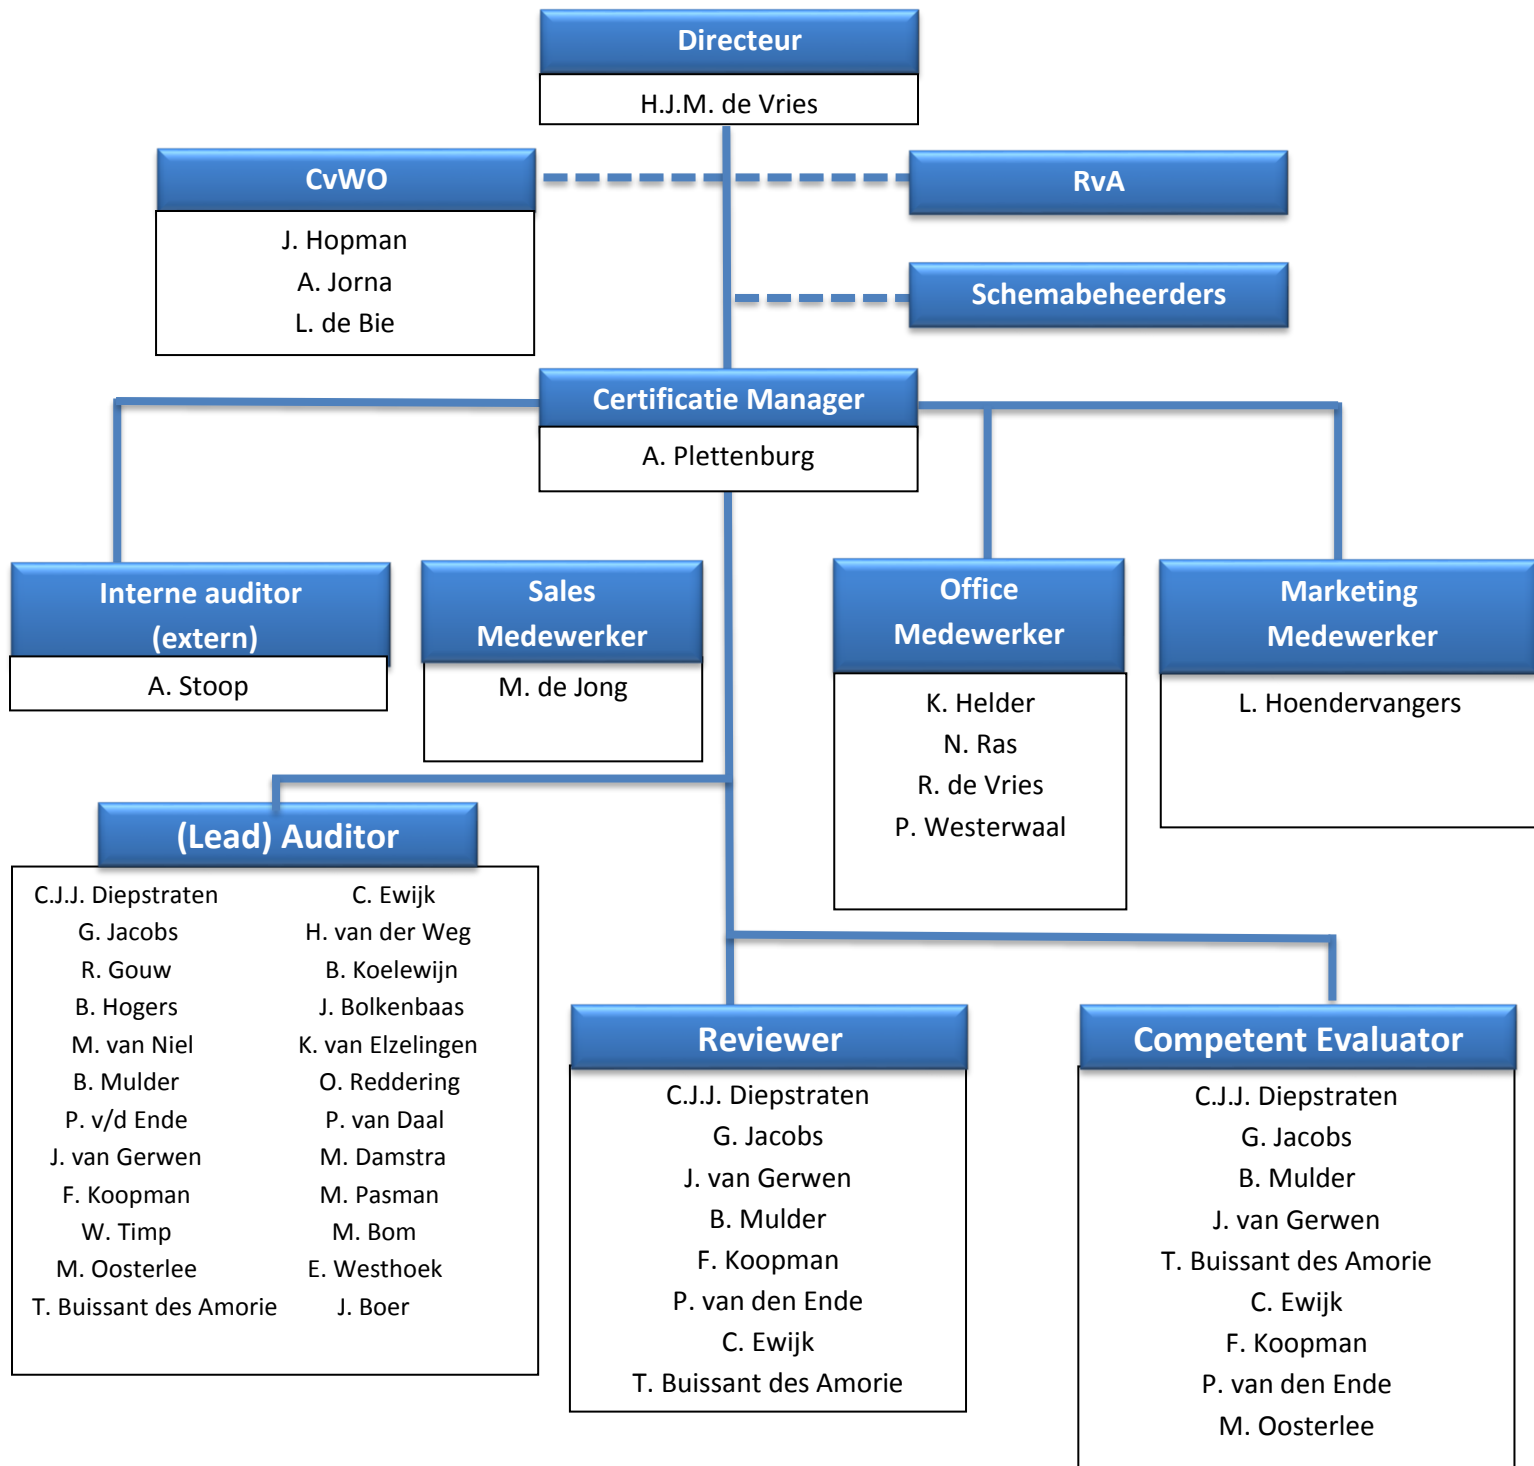 Directeur
H.J.M. de Vries
CvWO
J. Hopman
A. Jorna
L. de Bie
RvA
Schemabeheerders
Certificatie Manager
A. Plettenburg
Interne auditor
(extern)
A. Stoop
Sales
Medewerker
M. de Jong
Office
Medewerker
K. Helder
N. Ras
R. de Vries
P. Westerwaal
Marketing
Medewerker
L. Hoendervangers
(Lead) Auditor
C.J.J. Diepstraten
G. Jacobs
R. Gouw
B. Hogers
M. van Niel
B. Mulder
P. v/d Ende
J. van Gerwen
F. Koopman
W. Timp
M. Oosterlee
T. Buissant des Amorie
C. Ewijk
H. van der Weg
B. Koelewijn
J. Bolkenbaas
K. van Elzelingen
O. Reddering
P. van Daal
M. Damstra
M. Pasman
M. Bom
E. Westhoek
J. Boer
Reviewer
C.J.J. Diepstraten
G. Jacobs
J. van Gerwen
B. Mulder
F. Koopman
P. van den Ende
C. Ewijk
T. Buissant des Amorie
Competent Evaluator
C.J.J. Diepstraten
G. Jacobs
B. Mulder
J. van Gerwen
T. Buissant des Amorie
C. Ewijk
F. Koopman
P. van den Ende
M. Oosterlee